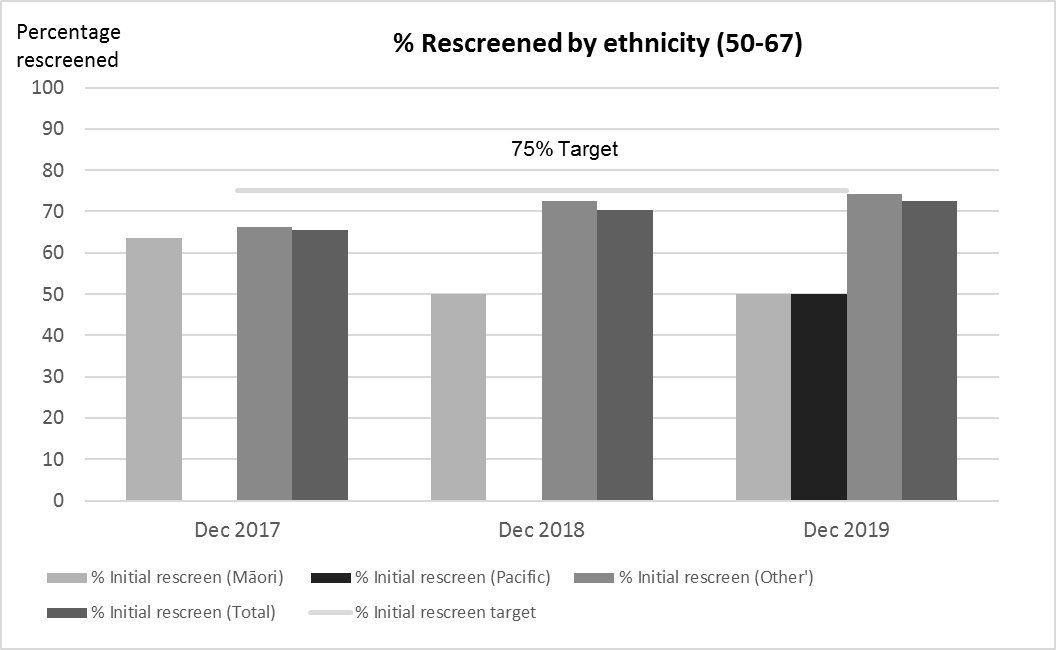 Percentage
rescreened
% Rescreened by ethnicity (50-67)
100
90
80
70
60
50
40
30
20
10
0
75% Target
Dec 2017
Dec 2018
Dec 2019
% Initial rescreen (Māori)
% Initial rescreen (Pacific)
% Initial rescreen (Other')
% Initial rescreen (Total)
% Initial rescreen target